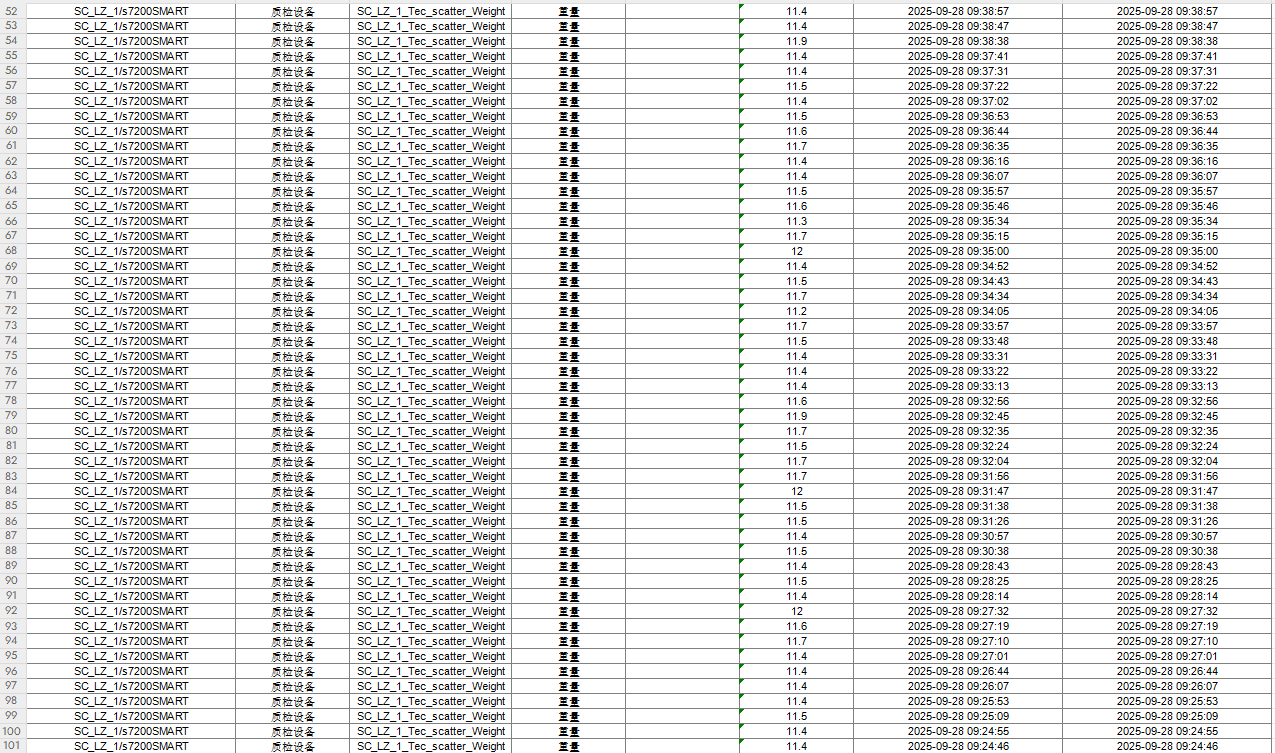 52 SC_LZ_1/s7200SMART 质检设备 SC_LZ_1_Tec_scatter_Weight 重量 11.4 2025-09-28 09:38:57 2025-09-28 09:38:57
53 SC_LZ_1/s7200SMART 质检设备 SC_LZ_1_Tec_scatter_Weight 重量 11.4 2025-09-28 09:38:47 2025-09-28 09:38:47
54 SC_LZ_1/s7200SMART 质检设备 SC_LZ_1_Tec_scatter_Weight 重量 11.9 2025-09-28 09:38:38 2025-09-28 09:38:38
55 SC_LZ_1/s7200SMART 质检设备 SC_LZ_1_Tec_scatter_Weight 重量 11.4 2025-09-28 09:37:41 2025-09-28 09:37:41
56 SC_LZ_1/s7200SMART 质检设备 SC_LZ_1_Tec_scatter_Weight 重量 11.4 2025-09-28 09:37:31 2025-09-28 09:37:31
57 SC_LZ_1/s7200SMART 质检设备 SC_LZ_1_Tec_scatter_Weight 重量 11.5 2025-09-28 09:37:22 2025-09-28 09:37:22
58 SC_LZ_1/s7200SMART 质检设备 SC_LZ_1_Tec_scatter_Weight 重量 11.4 2025-09-28 09:37:02 2025-09-28 09:37:02
59 SC_LZ_1/s7200SMART 质检设备 SC_LZ_1_Tec_scatter_Weight 重量 11.5 2025-09-28 09:36:53 2025-09-28 09:36:53
60 SC_LZ_1/s7200SMART 质检设备 SC_LZ_1_Tec_scatter_Weight 重量 11.6 2025-09-28 09:36:44 2025-09-28 09:36:44
61 SC_LZ_1/s7200SMART 质检设备 SC_LZ_1_Tec_scatter_Weight 重量 11.7 2025-09-28 09:36:35 2025-09-28 09:36:35
62 SC_LZ_1/s7200SMART 质检设备 SC_LZ_1_Tec_scatter_Weight 重量 11.4 2025-09-28 09:36:16 2025-09-28 09:36:16
63 SC_LZ_1/s7200SMART 质检设备 SC_LZ_1_Tec_scatter_Weight 重量 11.4 2025-09-28 09:36:07 2025-09-28 09:36:07
64 SC_LZ_1/s7200SMART 质检设备 SC_LZ_1_Tec_scatter_Weight 重量 11.5 2025-09-28 09:35:57 2025-09-28 09:35:57
65 SC_LZ_1/s7200SMART 质检设备 SC_LZ_1_Tec_scatter_Weight 重量 11.6 2025-09-28 09:35:46 2025-09-28 09:35:46
66 SC_LZ_1/s7200SMART 质检设备 SC_LZ_1_Tec_scatter_Weight 重量 11.3 2025-09-28 09:35:34 2025-09-28 09:35:34
67 SC_LZ_1/s7200SMART 质检设备 SC_LZ_1_Tec_scatter_Weight 重量 11.7 2025-09-28 09:35:15 2025-09-28 09:35:15
68 SC_LZ_1/s7200SMART 质检设备 SC_LZ_1_Tec_scatter_Weight 重量 12 2025-09-28 09:35:00 2025-09-28 09:35:00
69 SC_LZ_1/s7200SMART 质检设备 SC_LZ_1_Tec_scatter_Weight 重量 11.4 2025-09-28 09:34:52 2025-09-28 09:34:52
70 SC_LZ_1/s7200SMART 质检设备 SC_LZ_1_Tec_scatter_Weight 重量 11.5 2025-09-28 09:34:43 2025-09-28 09:34:43
71 SC_LZ_1/s7200SMART 质检设备 SC_LZ_1_Tec_scatter_Weight 重量 11.7 2025-09-28 09:34:34 2025-09-28 09:34:34
72 SC_LZ_1/s7200SMART 质检设备 SC_LZ_1_Tec_scatter_Weight 重量 11.2 2025-09-28 09:34:05 2025-09-28 09:34:05
73 SC_LZ_1/s7200SMART 质检设备 SC_LZ_1_Tec_scatter_Weight 重量 11.7 2025-09-28 09:33:57 2025-09-28 09:33:57
74 SC_LZ_1/s7200SMART 质检设备 SC_LZ_1_Tec_scatter_Weight 重量 11.5 2025-09-28 09:33:48 2025-09-28 09:33:48
75 SC_LZ_1/s7200SMART 质检设备 SC_LZ_1_Tec_scatter_Weight 重量 11.4 2025-09-28 09:33:31 2025-09-28 09:33:31
76 SC_LZ_1/s7200SMART 质检设备 SC_LZ_1_Tec_scatter_Weight 重量 11.4 2025-09-28 09:33:22 2025-09-28 09:33:22
77 SC_LZ_1/s7200SMART 质检设备 SC_LZ_1_Tec_scatter_Weight 重量 11.4 2025-09-28 09:33:13 2025-09-28 09:33:13
78 SC_LZ_1/s7200SMART 质检设备 SC_LZ_1_Tec_scatter_Weight 重量 11.6 2025-09-28 09:32:56 2025-09-28 09:32:56
79 SC_LZ_1/s7200SMART 质检设备 SC_LZ_1_Tec_scatter_Weight 重量 11.9 2025-09-28 09:32:45 2025-09-28 09:32:45
80 SC_LZ_1/s7200SMART 质检设备 SC_LZ_1_Tec_scatter_Weight 重量 11.7 2025-09-28 09:32:35 2025-09-28 09:32:35
81 SC_LZ_1/s7200SMART 质检设备 SC_LZ_1_Tec_scatter_Weight 重量 11.5 2025-09-28 09:32:24 2025-09-28 09:32:24
82 SC_LZ_1/s7200SMART 质检设备 SC_LZ_1_Tec_scatter_Weight 重量 11.7 2025-09-28 09:32:04 2025-09-28 09:32:04
83 SC_LZ_1/s7200SMART 质检设备 SC_LZ_1_Tec_scatter_Weight 重量 11.7 2025-09-28 09:31:56 2025-09-28 09:31:56
84 SC_LZ_1/s7200SMART 质检设备 SC_LZ_1_Tec_scatter_Weight 重量 12 2025-09-28 09:31:47 2025-09-28 09:31:47
85 SC_LZ_1/s7200SMART 质检设备 SC_LZ_1_Tec_scatter_Weight 重量 11.5 2025-09-28 09:31:38 2025-09-28 09:31:38
86 SC_LZ_1/s7200SMART 质检设备 SC_LZ_1_Tec_scatter_Weight 重量 11.5 2025-09-28 09:31:26 2025-09-28 09:31:26
87 SC_LZ_1/s7200SMART 质检设备 SC_LZ_1_Tec_scatter_Weight 重量 11.4 2025-09-28 09:30:57 2025-09-28 09:30:57
88 SC_LZ_1/s7200SMART 质检设备 SC_LZ_1_Tec_scatter_Weight 重量 11.5 2025-09-28 09:30:38 2025-09-28 09:30:38
89 SC_LZ_1/s7200SMART 质检设备 SC_LZ_1_Tec_scatter_Weight 重量 11.4 2025-09-28 09:28:43 2025-09-28 09:28:43
90 SC_LZ_1/s7200SMART 质检设备 SC_LZ_1_Tec_scatter_Weight 重量 11.5 2025-09-28 09:28:25 2025-09-28 09:28:25
91 SC_LZ_1/s7200SMART 质检设备 SC_LZ_1_Tec_scatter_Weight 重量 11.4 2025-09-28 09:28:14 2025-09-28 09:28:14
92 SC_LZ_1/s7200SMART 质检设备 SC_LZ_1_Tec_scatter_Weight 重量 12 2025-09-28 09:27:32 2025-09-28 09:27:32
93 SC_LZ_1/s7200SMART 质检设备 SC_LZ_1_Tec_scatter_Weight 重量 11.6 2025-09-28 09:27:19 2025-09-28 09:27:19
94 SC_LZ_1/s7200SMART 质检设备 SC_LZ_1_Tec_scatter_Weight 重量 11.7 2025-09-28 09:27:10 2025-09-28 09:27:10
95 SC_LZ_1/s7200SMART 质检设备 SC_LZ_1_Tec_scatter_Weight 重量 11.4 2025-09-28 09:27:01 2025-09-28 09:27:01
96 SC_LZ_1/s7200SMART 质检设备 SC_LZ_1_Tec_scatter_Weight 重量 11.4 2025-09-28 09:26:44 2025-09-28 09:26:44
97 SC_LZ_1/s7200SMART 质检设备 SC_LZ_1_Tec_scatter_Weight 重量 11.4 2025-09-28 09:26:07 2025-09-28 09:26:07
98 SC_LZ_1/s7200SMART 质检设备 SC_LZ_1_Tec_scatter_Weight 重量 11.4 2025-09-28 09:25:53 2025-09-28 09:25:53
99 SC_LZ_1/s7200SMART 质检设备 SC_LZ_1_Tec_scatter_Weight 重量 11.5 2025-09-28 09:25:09 2025-09-28 09:25:09
100 SC_LZ_1/s7200SMART 质检设备 SC_LZ_1_Tec_scatter_Weight 重量 11.4 2025-09-28 09:24:55 2025-09-28 09:24:55
101 SC_LZ_1/s7200SMART 质检设备 SC_LZ_1_Tec_scatter_Weight 重量 11.4 2025-09-28 09:24:46 2025-09-28 09:24:46